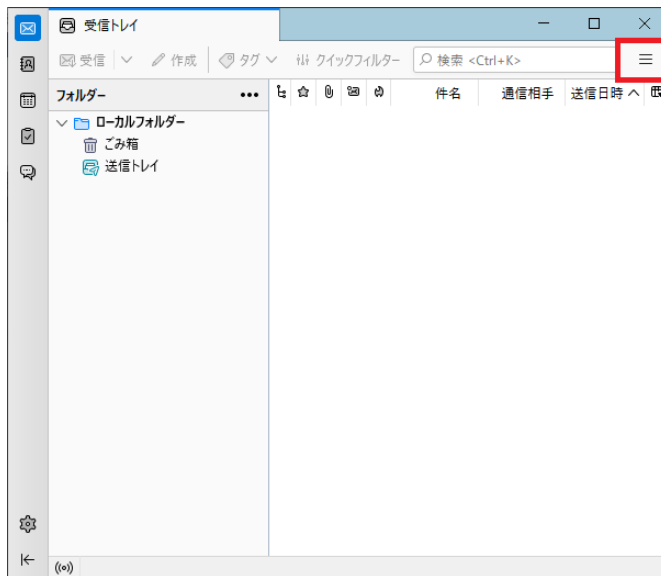 受信トレイ
受信 作成 タグ クイックフィルター 検索 <Ctrl+K>
フォルダー ••• 件名 通信相手 送信日時
ローカルフォルダー
ごみ箱
送信トレイ